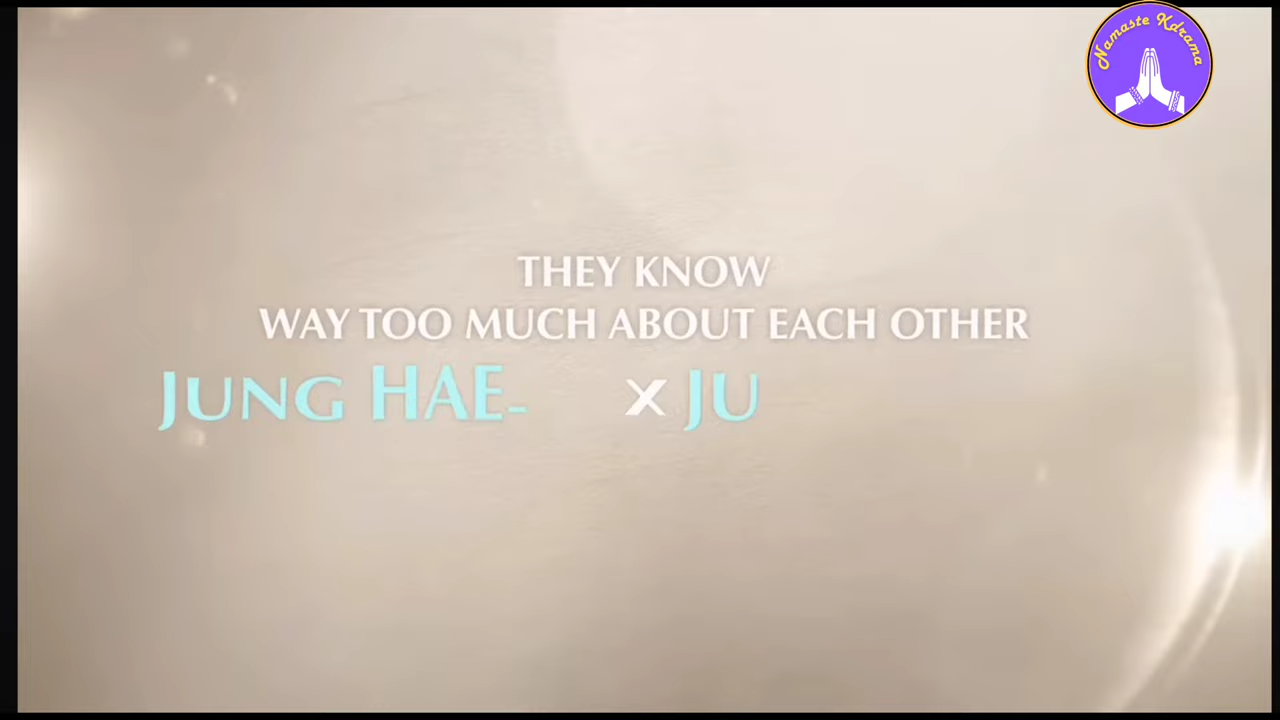 Namaste Kdrama
THEY KNOW
WAY TOO MUCH ABOUT EACH OTHER
JUNG HAE- X JU